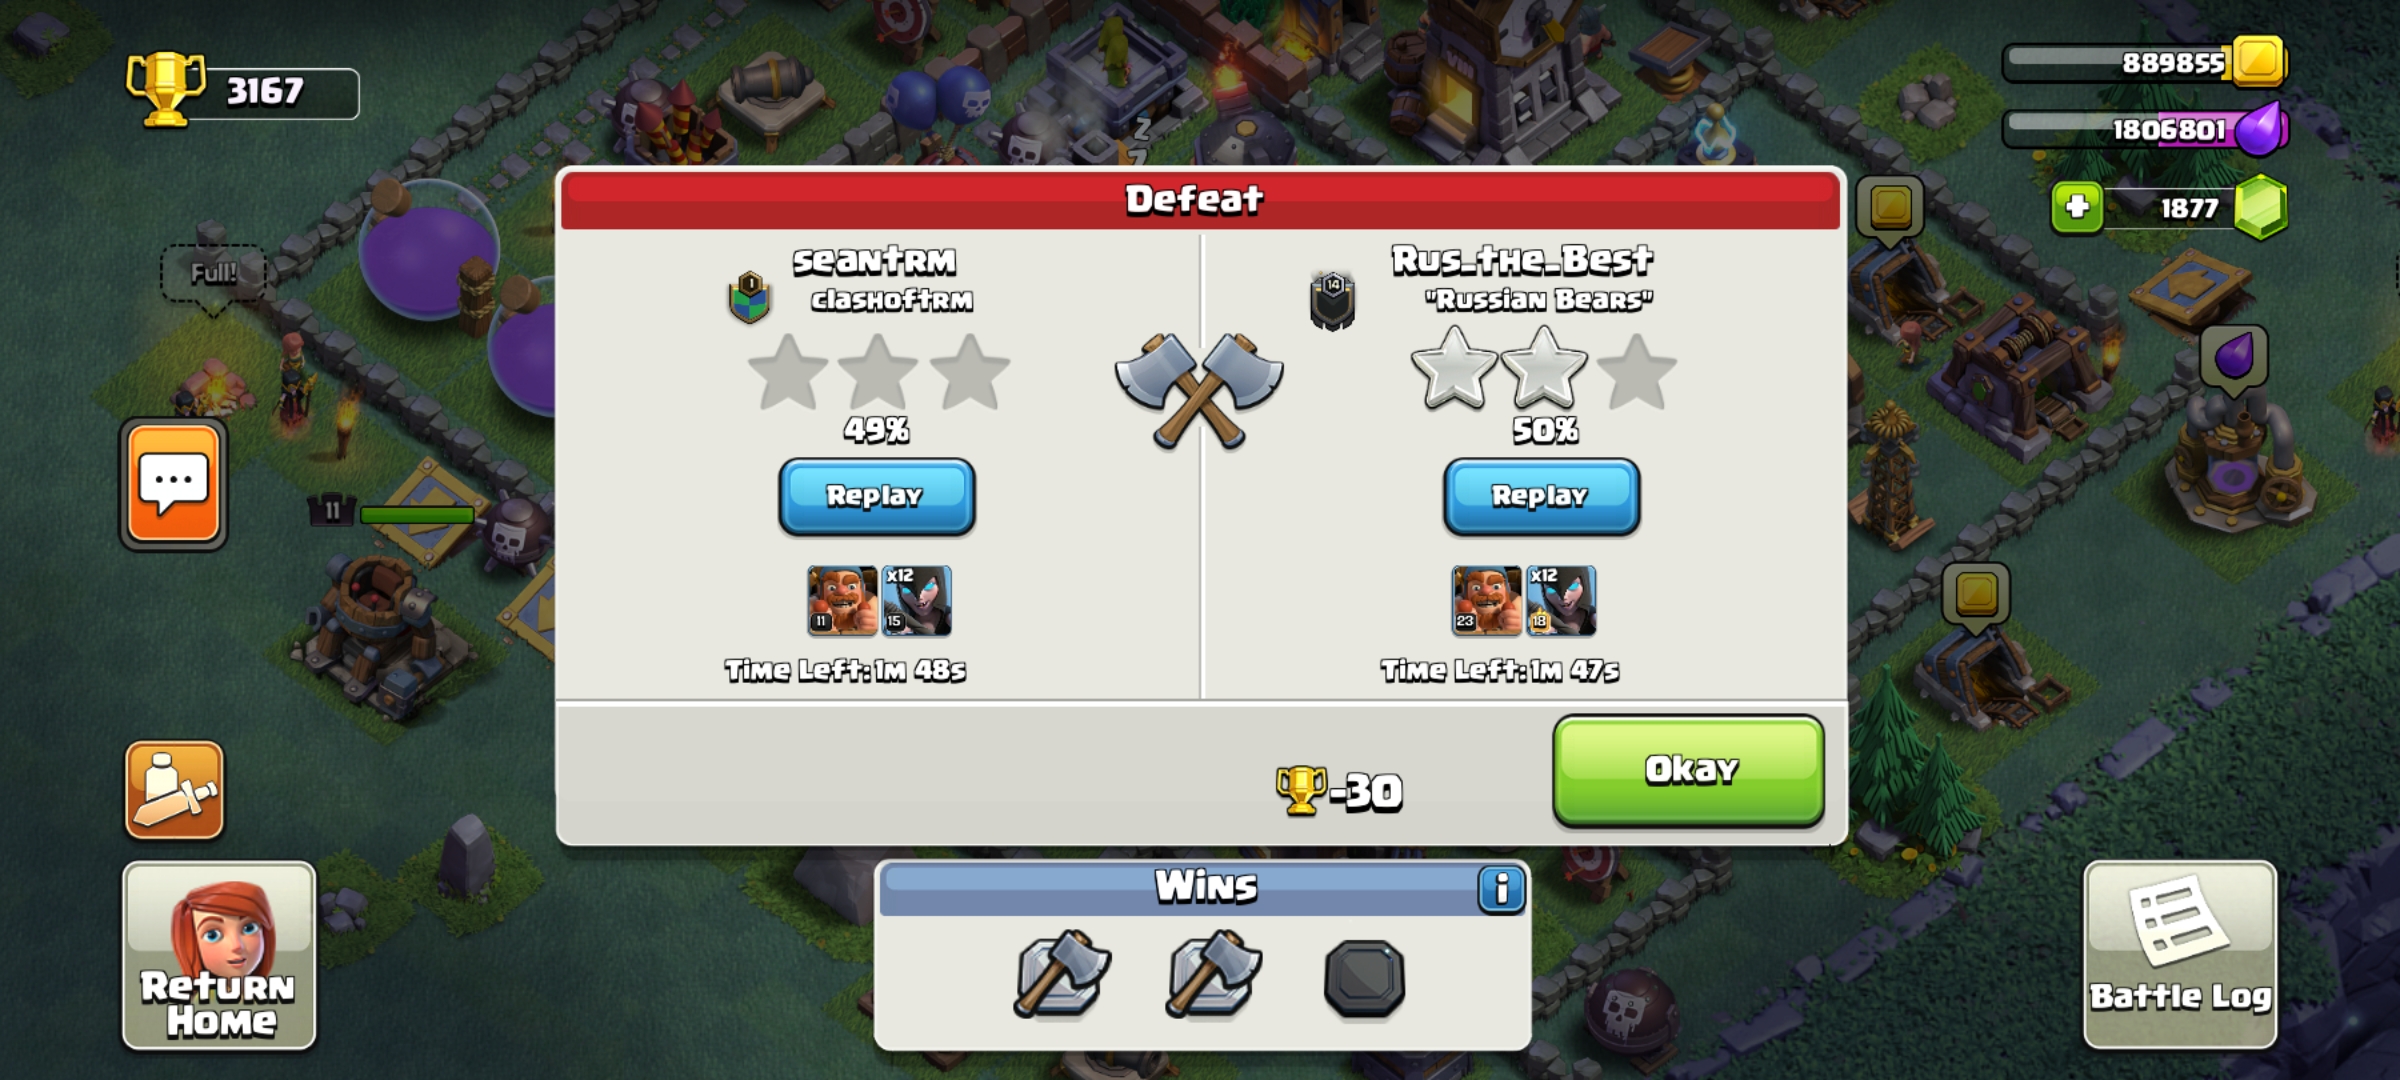 3167
889855
1806801
1877
Full!
11
Defeat
seantrm
1
clashoftrm
Rus_the_Best
14
"Russian Bears"
49%
50%
Replay
Replay
11
x12
15
23
x12
18
Time Left:1m 48s
Time Left:1m 47s
-30
Okay
Wins
i
Return
Home
Battle Log
Z
Z